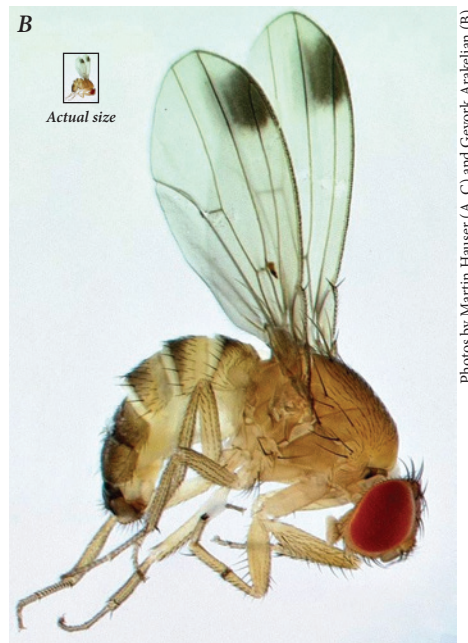 B
Actual size
Photos by Martin Hauser (A, C) and Gevork Arakelian (B)